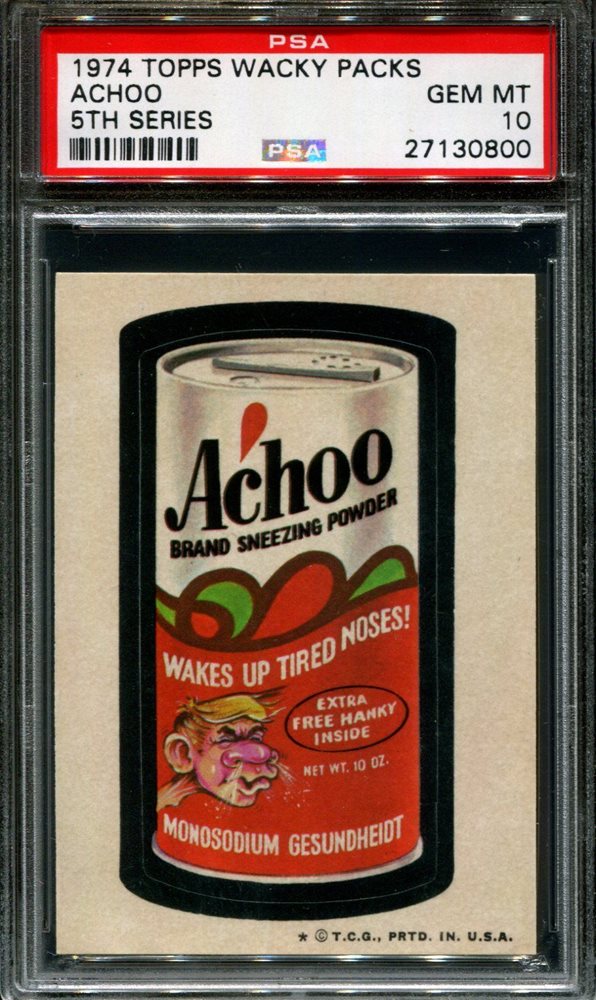 PSA
1974 TOPPS WACKY PACKS
ACHOO GEM MT
5TH SERIES 10
PSA 27130800
A'choo
BRAND SNEEZING POWDER
WAKES UP TIRED NOSES!
EXTRA
FREE HANKY
INSIDE
NET WT. 10 OZ.
MONOSODIUM GESUNDHEIDT
* © T.C.G., PRTD. IN. U.S.A.